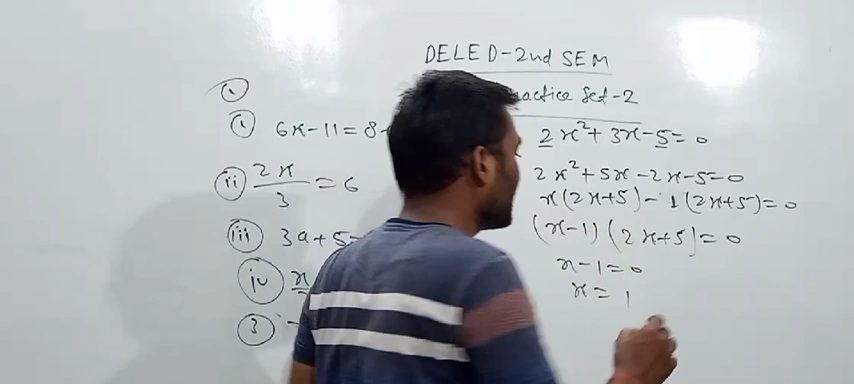 DELED-2nd SEM
Practice Set-2
①
① 6x-11=8
ii 2x/3 = 6
iii 3a+5=
iv x
③
2x²+3x-5=0
2x²+5x-2x-5=0
x(2x+5)-1(2x+5)=0
(x-1)(2x+5)=0
x-1=0
x=1